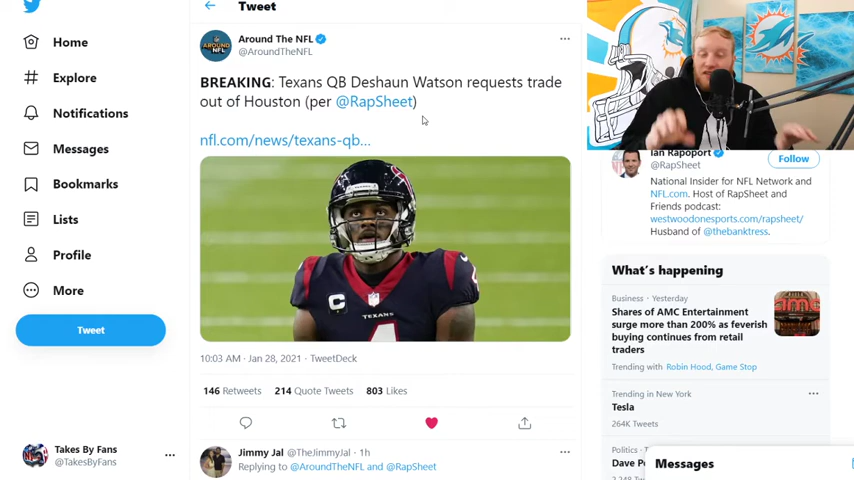 Tweet
Home
Explore
Notifications
Messages
Bookmarks
Lists
Profile
More
Tweet
Takes By Fans
@TakesByFans
Around The NFL
@AroundTheNFL
BREAKING: Texans QB Deshaun Watson requests trade
out of Houston (per @RapSheet)
nfl.com/news/texans-qb...
C
TEXANS
4
10:03 AM · Jan 28, 2021 · TweetDeck
146 Retweets 214 Quote Tweets 803 Likes
Jimmy Jal @TheJimmyJal · 1h
Replying to @AroundTheNFL and @RapSheet
Ian Rapoport
@RapSheet
Follow
National Insider for NFL Network and
NFL.com. Host of RapSheet and
Friends podcast:
westwoodonesports.com/rapsheet/
Husband of @thebanktress.
What's happening
Business · Yesterday
Shares of AMC Entertainment
surge more than 200% as feverish
buying continues from retail
traders
Trending with Robin Hood, Game Stop
Trending in New York
Tesla
264K Tweets
Politics ·
Dave
Messages